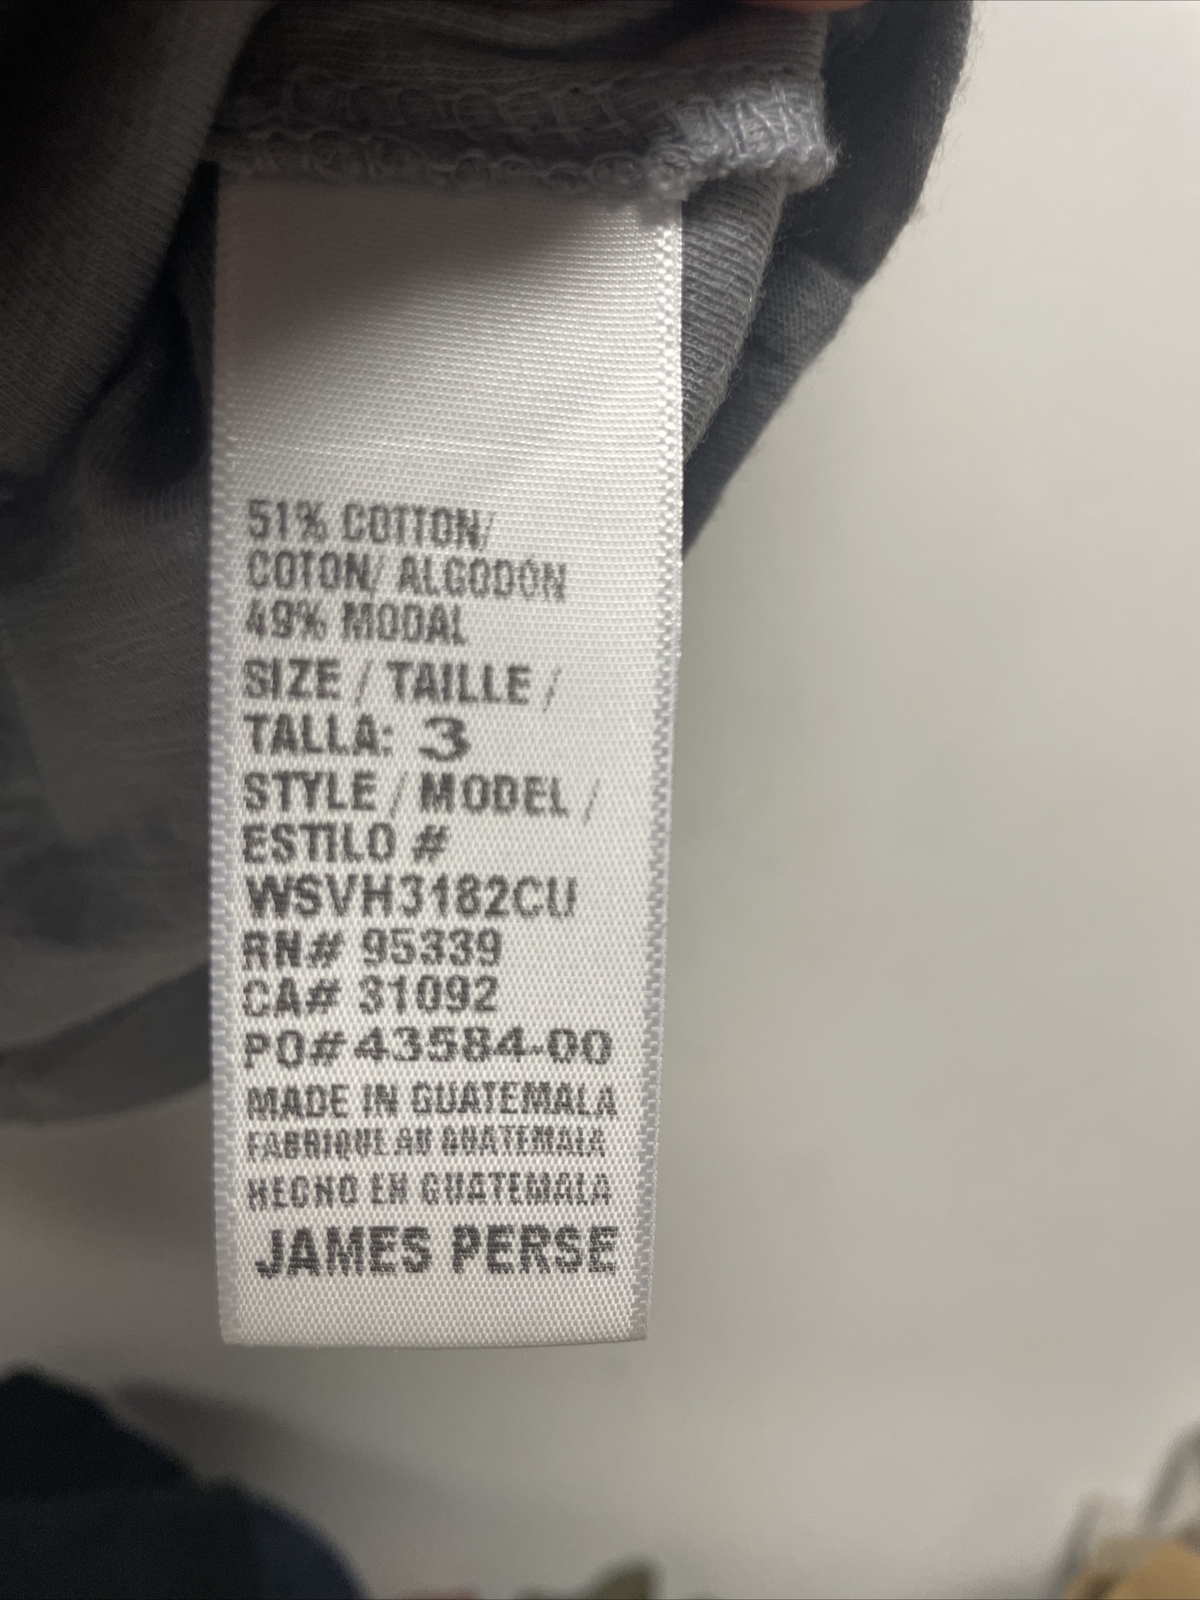 51% COTTON/
COTON/ ALGODÓN
49% MODAL
SIZE / TAILLE /
TALLA: 3
STYLE / MODEL /
ESTILO #
WSVH3182CU
RN# 95339
CA# 31092
PO#43584-00
MADE IN GUATEMALA
FABRIQUE AU GUATEMALA
HECHO EN GUATEMALA
JAMES PERSE